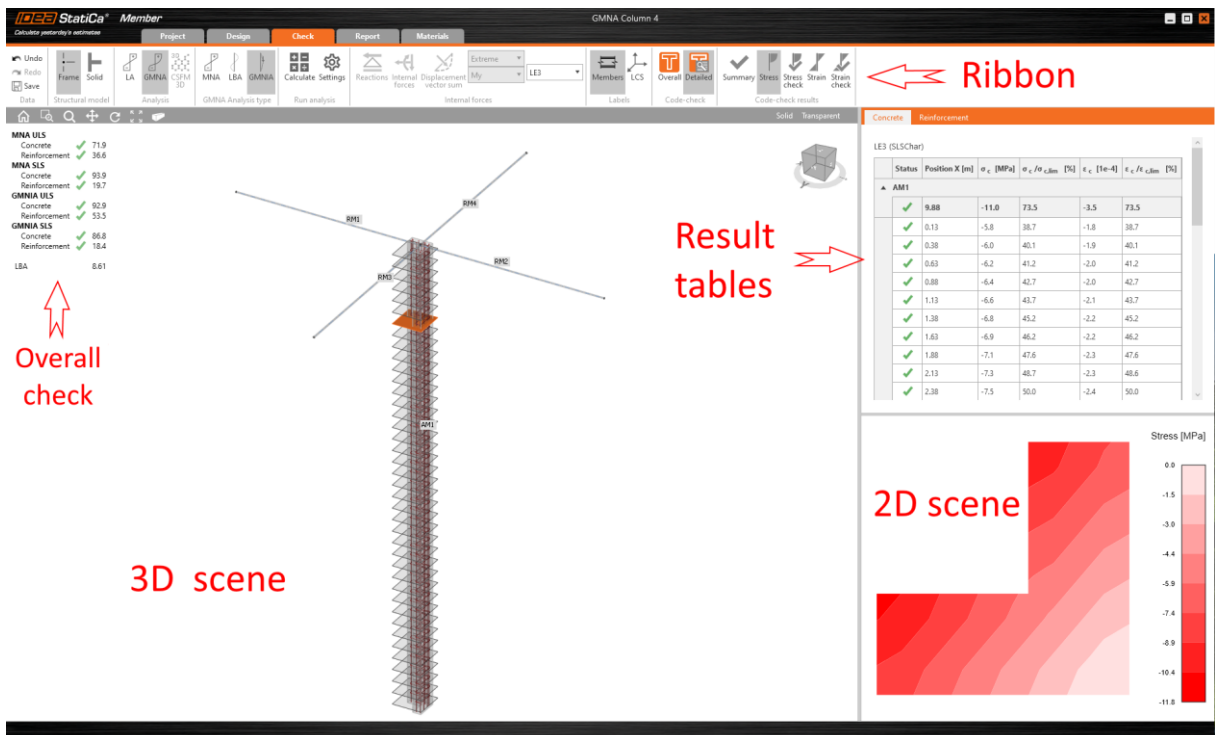 IDEA StatiCa® Member
Calculate yesterday's estimates
GMNA Column 4
Project Design Check Report Materials
Undo
Redo
Save
Data
Frame Solid
Structural model
LA GMNA CSFM 3D
Analysis
MNA LBA GMNIA
GMNA Analysis type
Calculate Settings
Run analysis
Reactions Internal forces Displacement vector sum
Extreme
My
LE3
Internal forces
Members LCS
Labels
Overall Detailed
Code-check
Summary Stress Stress check Strain Strain check
Code-check results
Ribbon
Solid Transparent
MNA ULS
Concrete 71.9
Reinforcement 36.6
MNA SLS
Concrete 93.9
Reinforcement 19.7
GMNIA ULS
Concrete 92.9
Reinforcement 53.5
GMNIA SLS
Concrete 86.8
Reinforcement 18.4
LBA 8.61
Overall
check
RM1
RM4
RM2
RM3
AM1
3D scene
Result
tables
Concrete Reinforcement
LE3 (SLSChar)
Status Position X [m] σ c [MPa] σ c /σ c,lim [%] ε c [1e-4] ε c /ε c,lim [%]
AM1
9.88 -11.0 73.5 -3.5 73.5
0.13 -5.8 38.7 -1.8 38.7
0.38 -6.0 40.1 -1.9 40.1
0.63 -6.2 41.2 -2.0 41.2
0.88 -6.4 42.7 -2.0 42.7
1.13 -6.6 43.7 -2.1 43.7
1.38 -6.8 45.2 -2.2 45.2
1.63 -6.9 46.2 -2.2 46.2
1.88 -7.1 47.6 -2.3 47.6
2.13 -7.3 48.7 -2.3 48.6
2.38 -7.5 50.0 -2.4 50.0
2D scene
Stress [MPa]
0.0
-1.5
-3.0
-4.4
-5.9
-7.4
-8.9
-10.4
-11.8